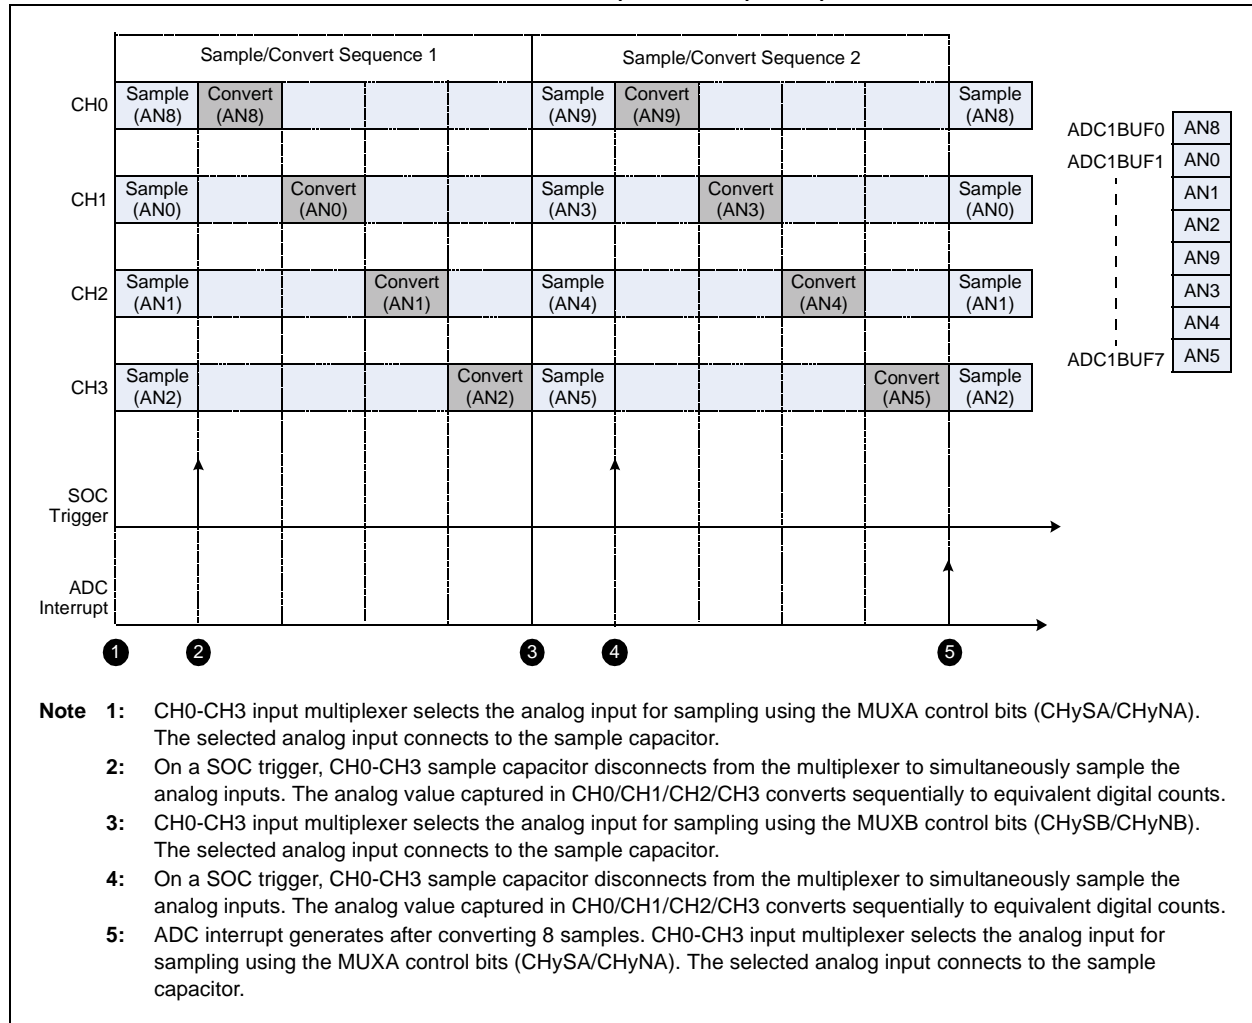 Sample/Convert Sequence 1
Sample/Convert Sequence 2
CH0
Sample
(AN8)
Convert
(AN8)
Sample
(AN9)
Convert
(AN9)
Sample
(AN8)
CH1
Sample
(AN0)
Convert
(AN0)
Sample
(AN3)
Convert
(AN3)
Sample
(AN0)
CH2
Sample
(AN1)
Convert
(AN1)
Sample
(AN4)
Convert
(AN4)
Sample
(AN1)
CH3
Sample
(AN2)
Convert
(AN2)
Sample
(AN5)
Convert
(AN5)
Sample
(AN2)
ADC1BUF0 AN8
ADC1BUF1 AN0
AN1
AN2
AN9
AN3
AN4
ADC1BUF7 AN5
SOC
Trigger
ADC
Interrupt
1 2 3 4 5
Note 1: CH0-CH3 input multiplexer selects the analog input for sampling using the MUXA control bits (CHySA/CHyNA).
The selected analog input connects to the sample capacitor.
2: On a SOC trigger, CH0-CH3 sample capacitor disconnects from the multiplexer to simultaneously sample the
analog inputs. The analog value captured in CH0/CH1/CH2/CH3 converts sequentially to equivalent digital counts.
3: CH0-CH3 input multiplexer selects the analog input for sampling using the MUXB control bits (CHySB/CHyNB).
The selected analog input connects to the sample capacitor.
4: On a SOC trigger, CH0-CH3 sample capacitor disconnects from the multiplexer to simultaneously sample the
analog inputs. The analog value captured in CH0/CH1/CH2/CH3 converts sequentially to equivalent digital counts.
5: ADC interrupt generates after converting 8 samples. CH0-CH3 input multiplexer selects the analog input for
sampling using the MUXA control bits (CHySA/CHyNA). The selected analog input connects to the sample
capacitor.